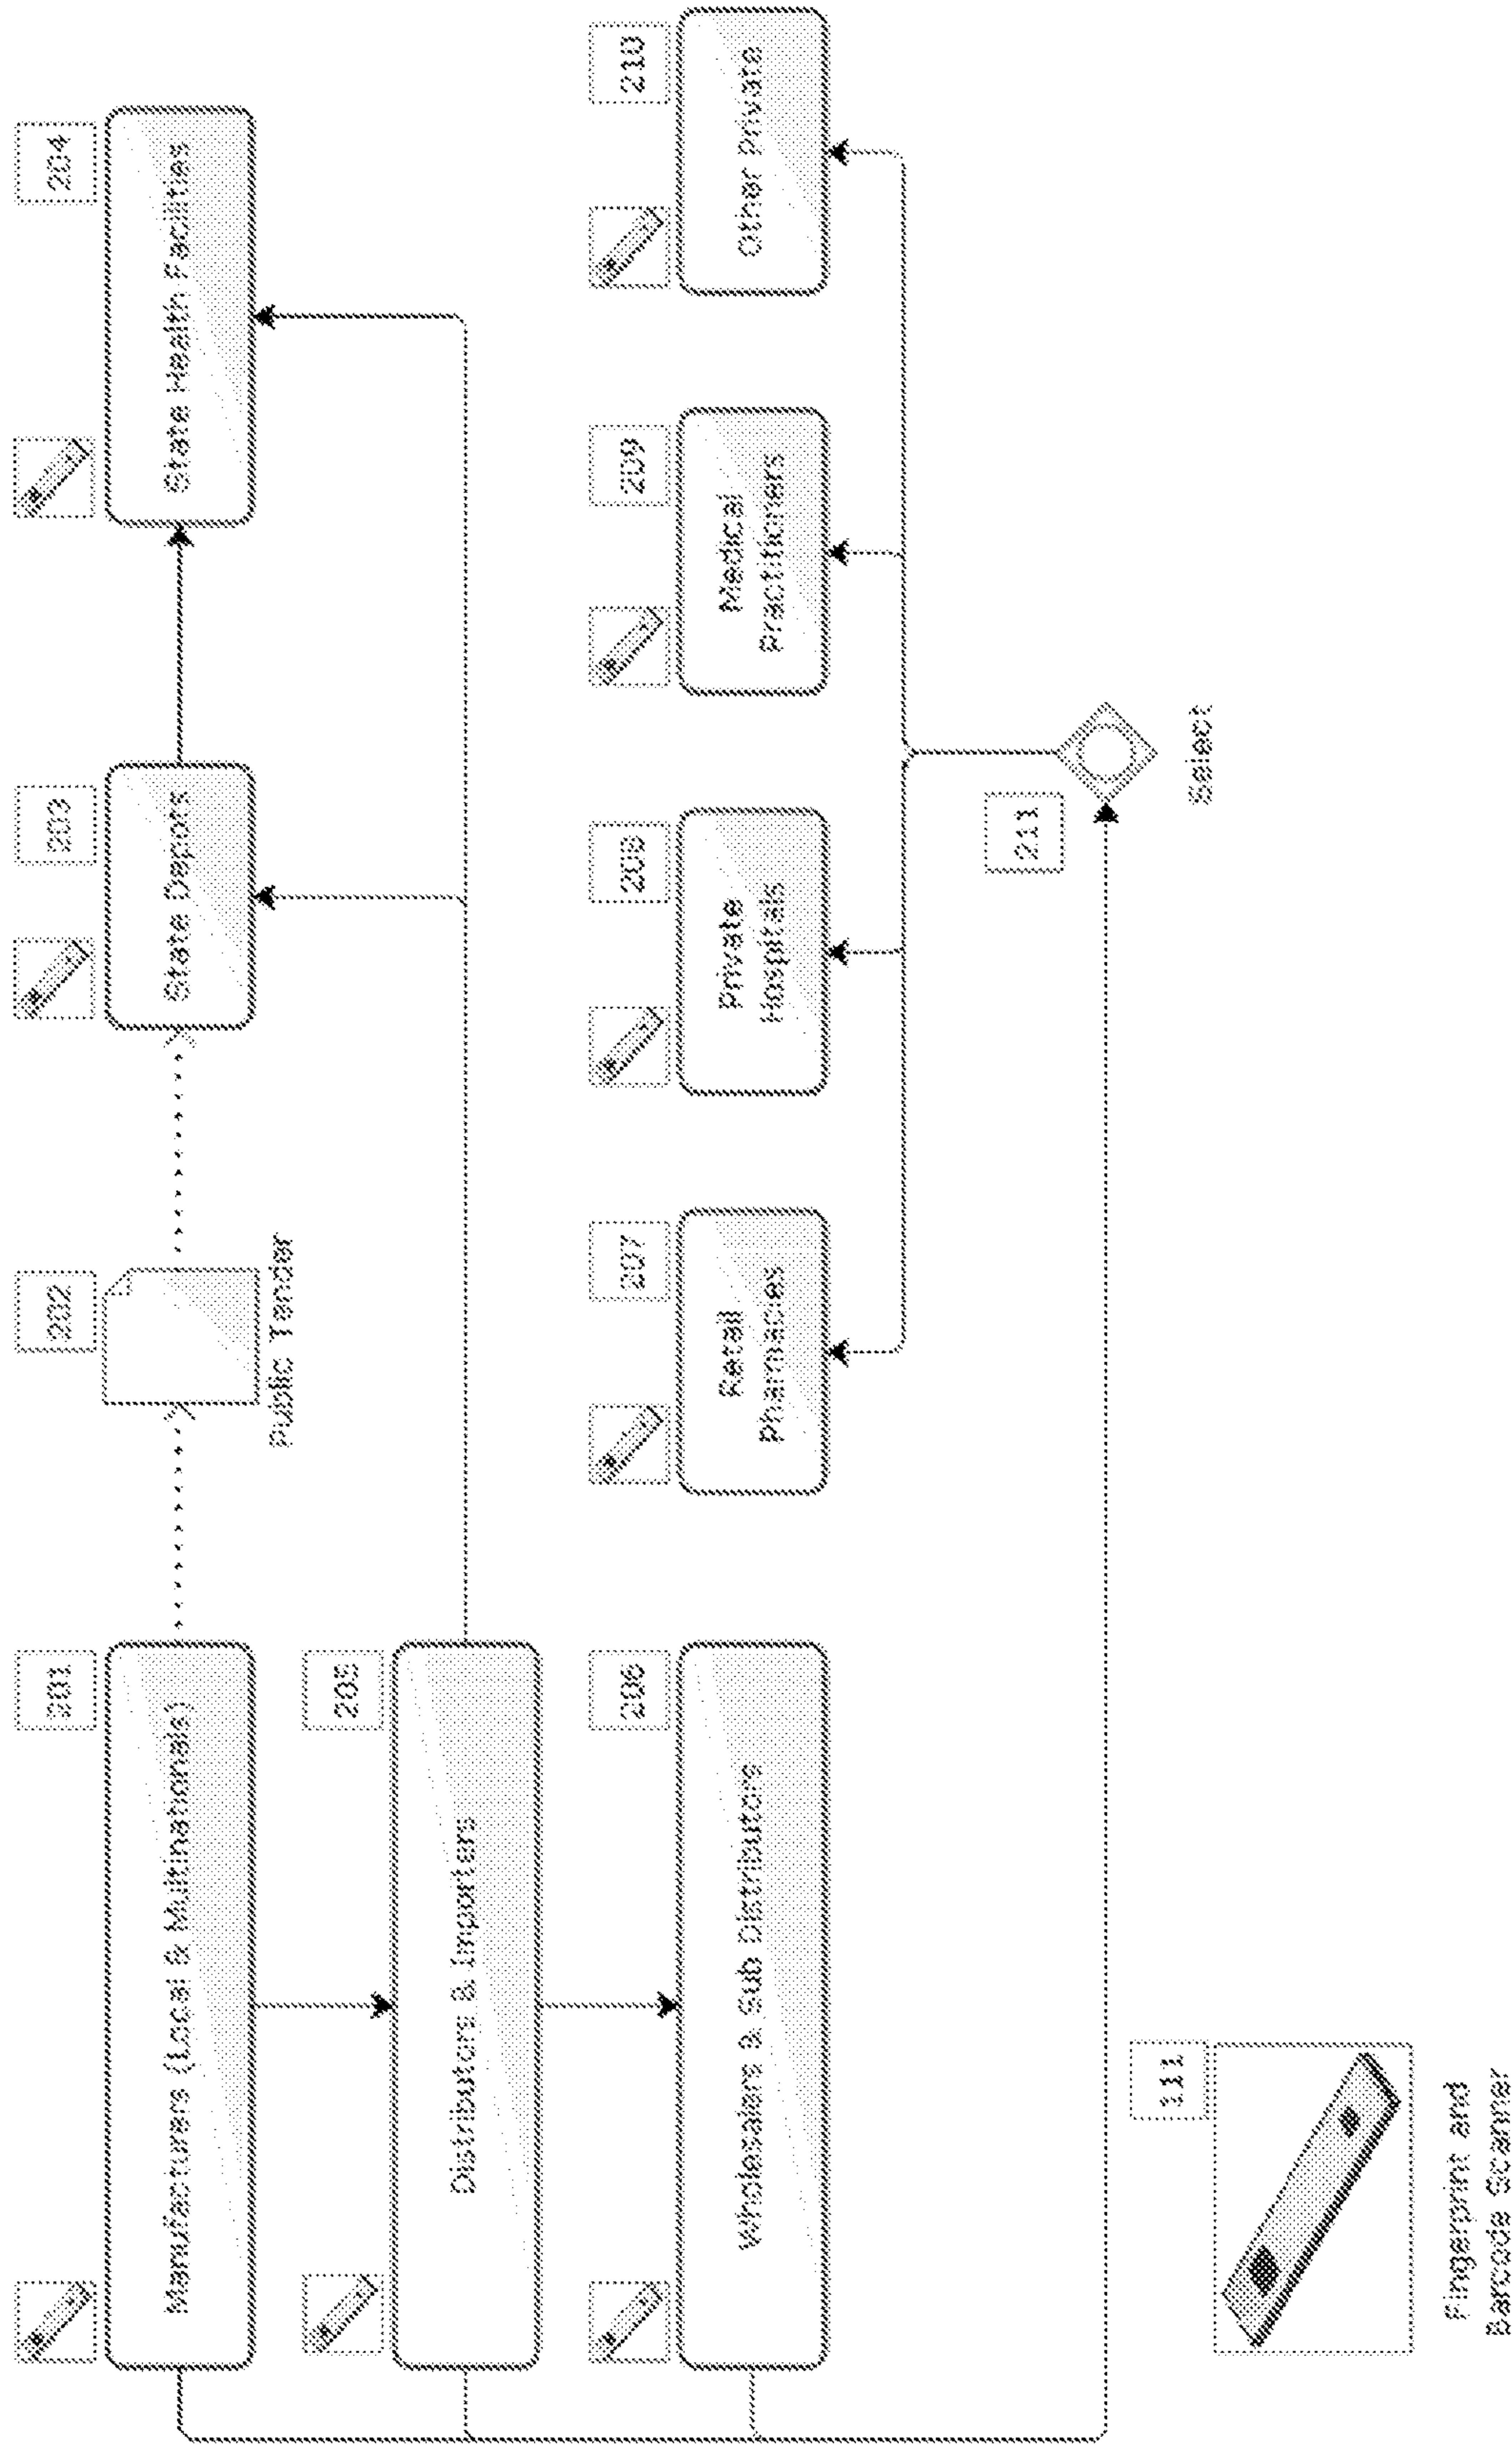 201
Manufacturers (Local & Multinationals)
202
Public Tender
203
State Depors
204
State Health Facilities
205
Distributors & Importers
206
Wholesalers & Sub Distributors
207
Retail
Pharmacies
208
Private
Hospitals
209
Medical
Practitioners
210
Other Private
211
Select
111
Fingerprint and
Barcode Scanner